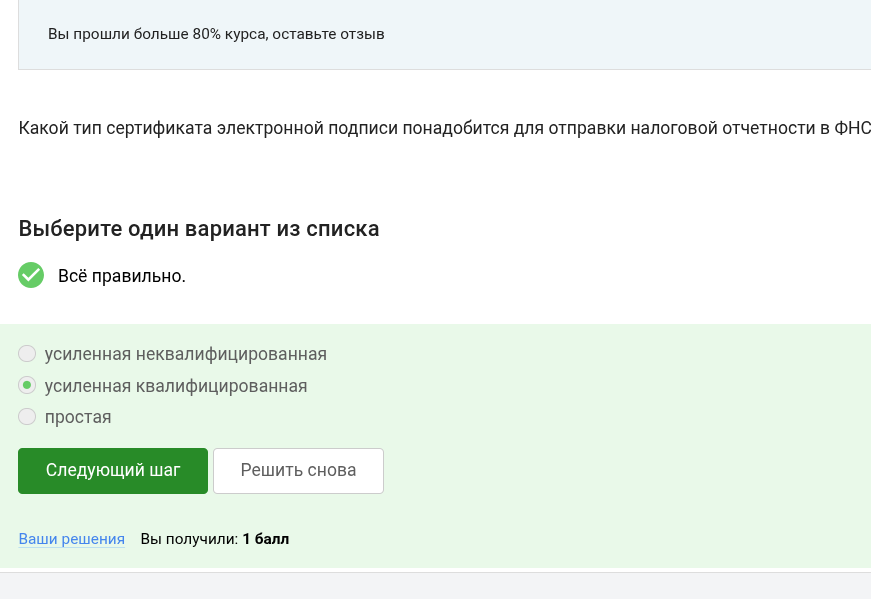 Вы прошли больше 80% курса, оставьте отзыв
Какой тип сертификата электронной подписи понадобится для отправки налоговой отчетности в ФНС
Выберите один вариант из списка
Всё правильно.
усиленная неквалифицированная
усиленная квалифицированная
простая
Следующий шаг Решить снова
Ваши решения Вы получили: 1 балл